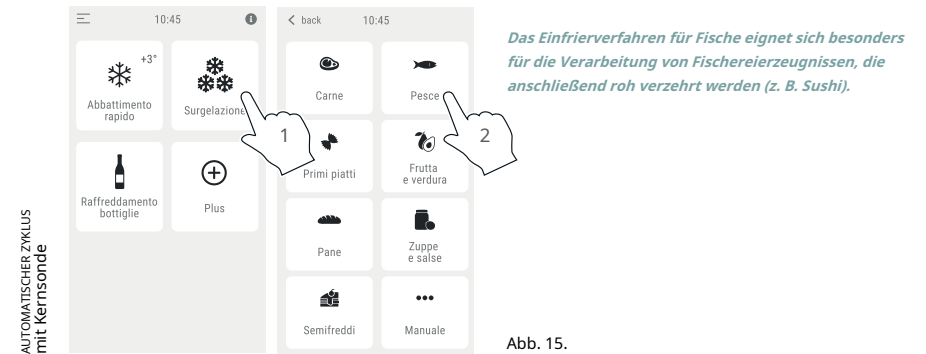 AUTOMATISCHER ZYKLUS
mit Kernsonde
10:45
+3°
Abbattimento
rapido
Surgelazione
1
Raffreddamento
bottiglie
Plus
back 10:45
Carne
Pesce
2
Primi piatti
Frutta
e verdura
Pane
Zuppe
e salse
Semifreddi
Manuale
Das Einfrierverfahren für Fische eignet sich besonders
für die Verarbeitung von Fischereierzeugnissen, die
anschließend roh verzehrt werden (z. B. Sushi).
Abb. 15.